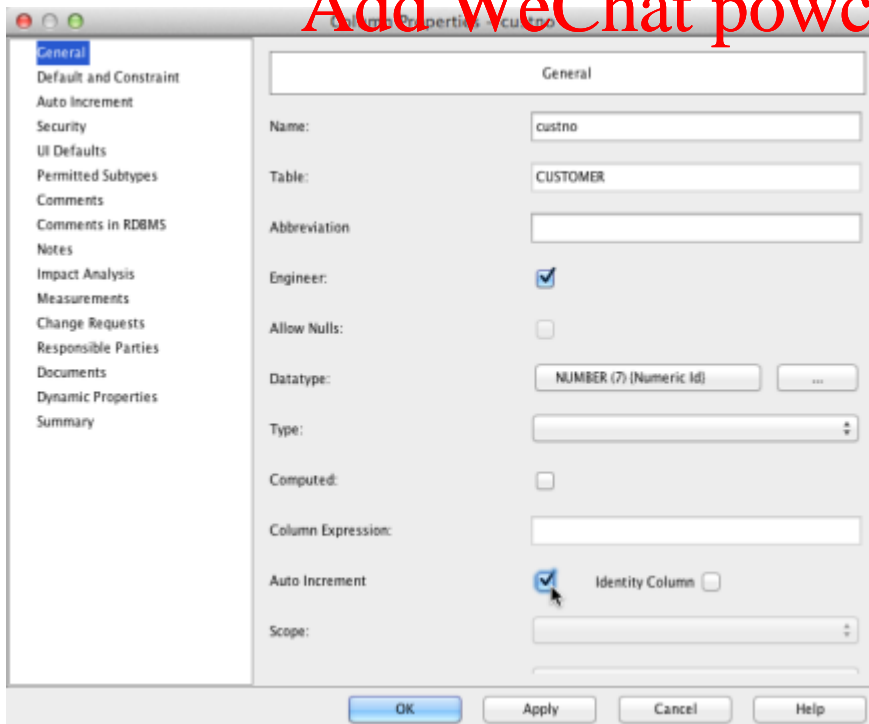 Add WeChat powc
Column Properties - custno
General
Default and Constraint
Auto Increment
Security
UI Defaults
Permitted Subtypes
Comments
Comments in RDBMS
Notes
Impact Analysis
Measurements
Change Requests
Responsible Parties
Documents
Dynamic Properties
Summary
General
Name: custno
Table: CUSTOMER
Abbreviation
Engineer:
Allow Nulls:
Datatype: NUMBER (7) (Numeric Id) ...
Type:
Computed:
Column Expression:
Auto Increment Identity Column
Scope:
OK Apply Cancel Help